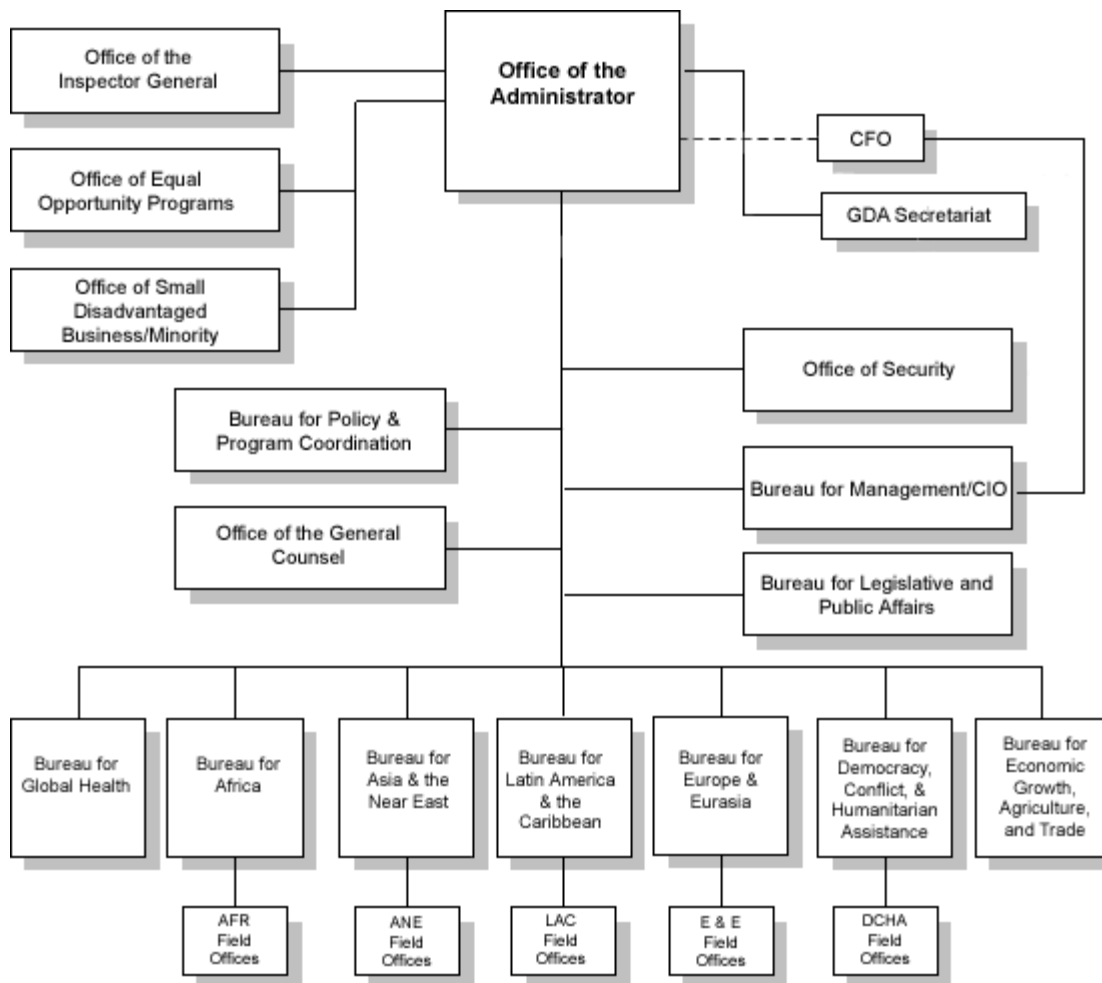 Office of the
Inspector General
Office of the
Administrator
CFO
Office of Equal
Opportunity Programs
GDA Secretariat
Office of Small
Disadvantaged
Business/Minority
Office of Security
Bureau for Policy &
Program Coordination
Bureau for Management/CIO
Office of the General
Counsel
Bureau for Legislative and
Public Affairs
Bureau for
Global Health
Bureau for
Africa
Bureau for
Asia & the
Near East
Bureau for
Latin America
& the
Caribbean
Bureau for
Europe &
Eurasia
Bureau for
Democracy,
Conflict, &
Humanitarian
Assistance
Bureau for
Economic
Growth,
Agriculture,
and Trade
AFR
Field
Offices
ANE
Field
Offices
LAC
Field
Offices
E & E
Field
Offices
DCHA
Field
Offices